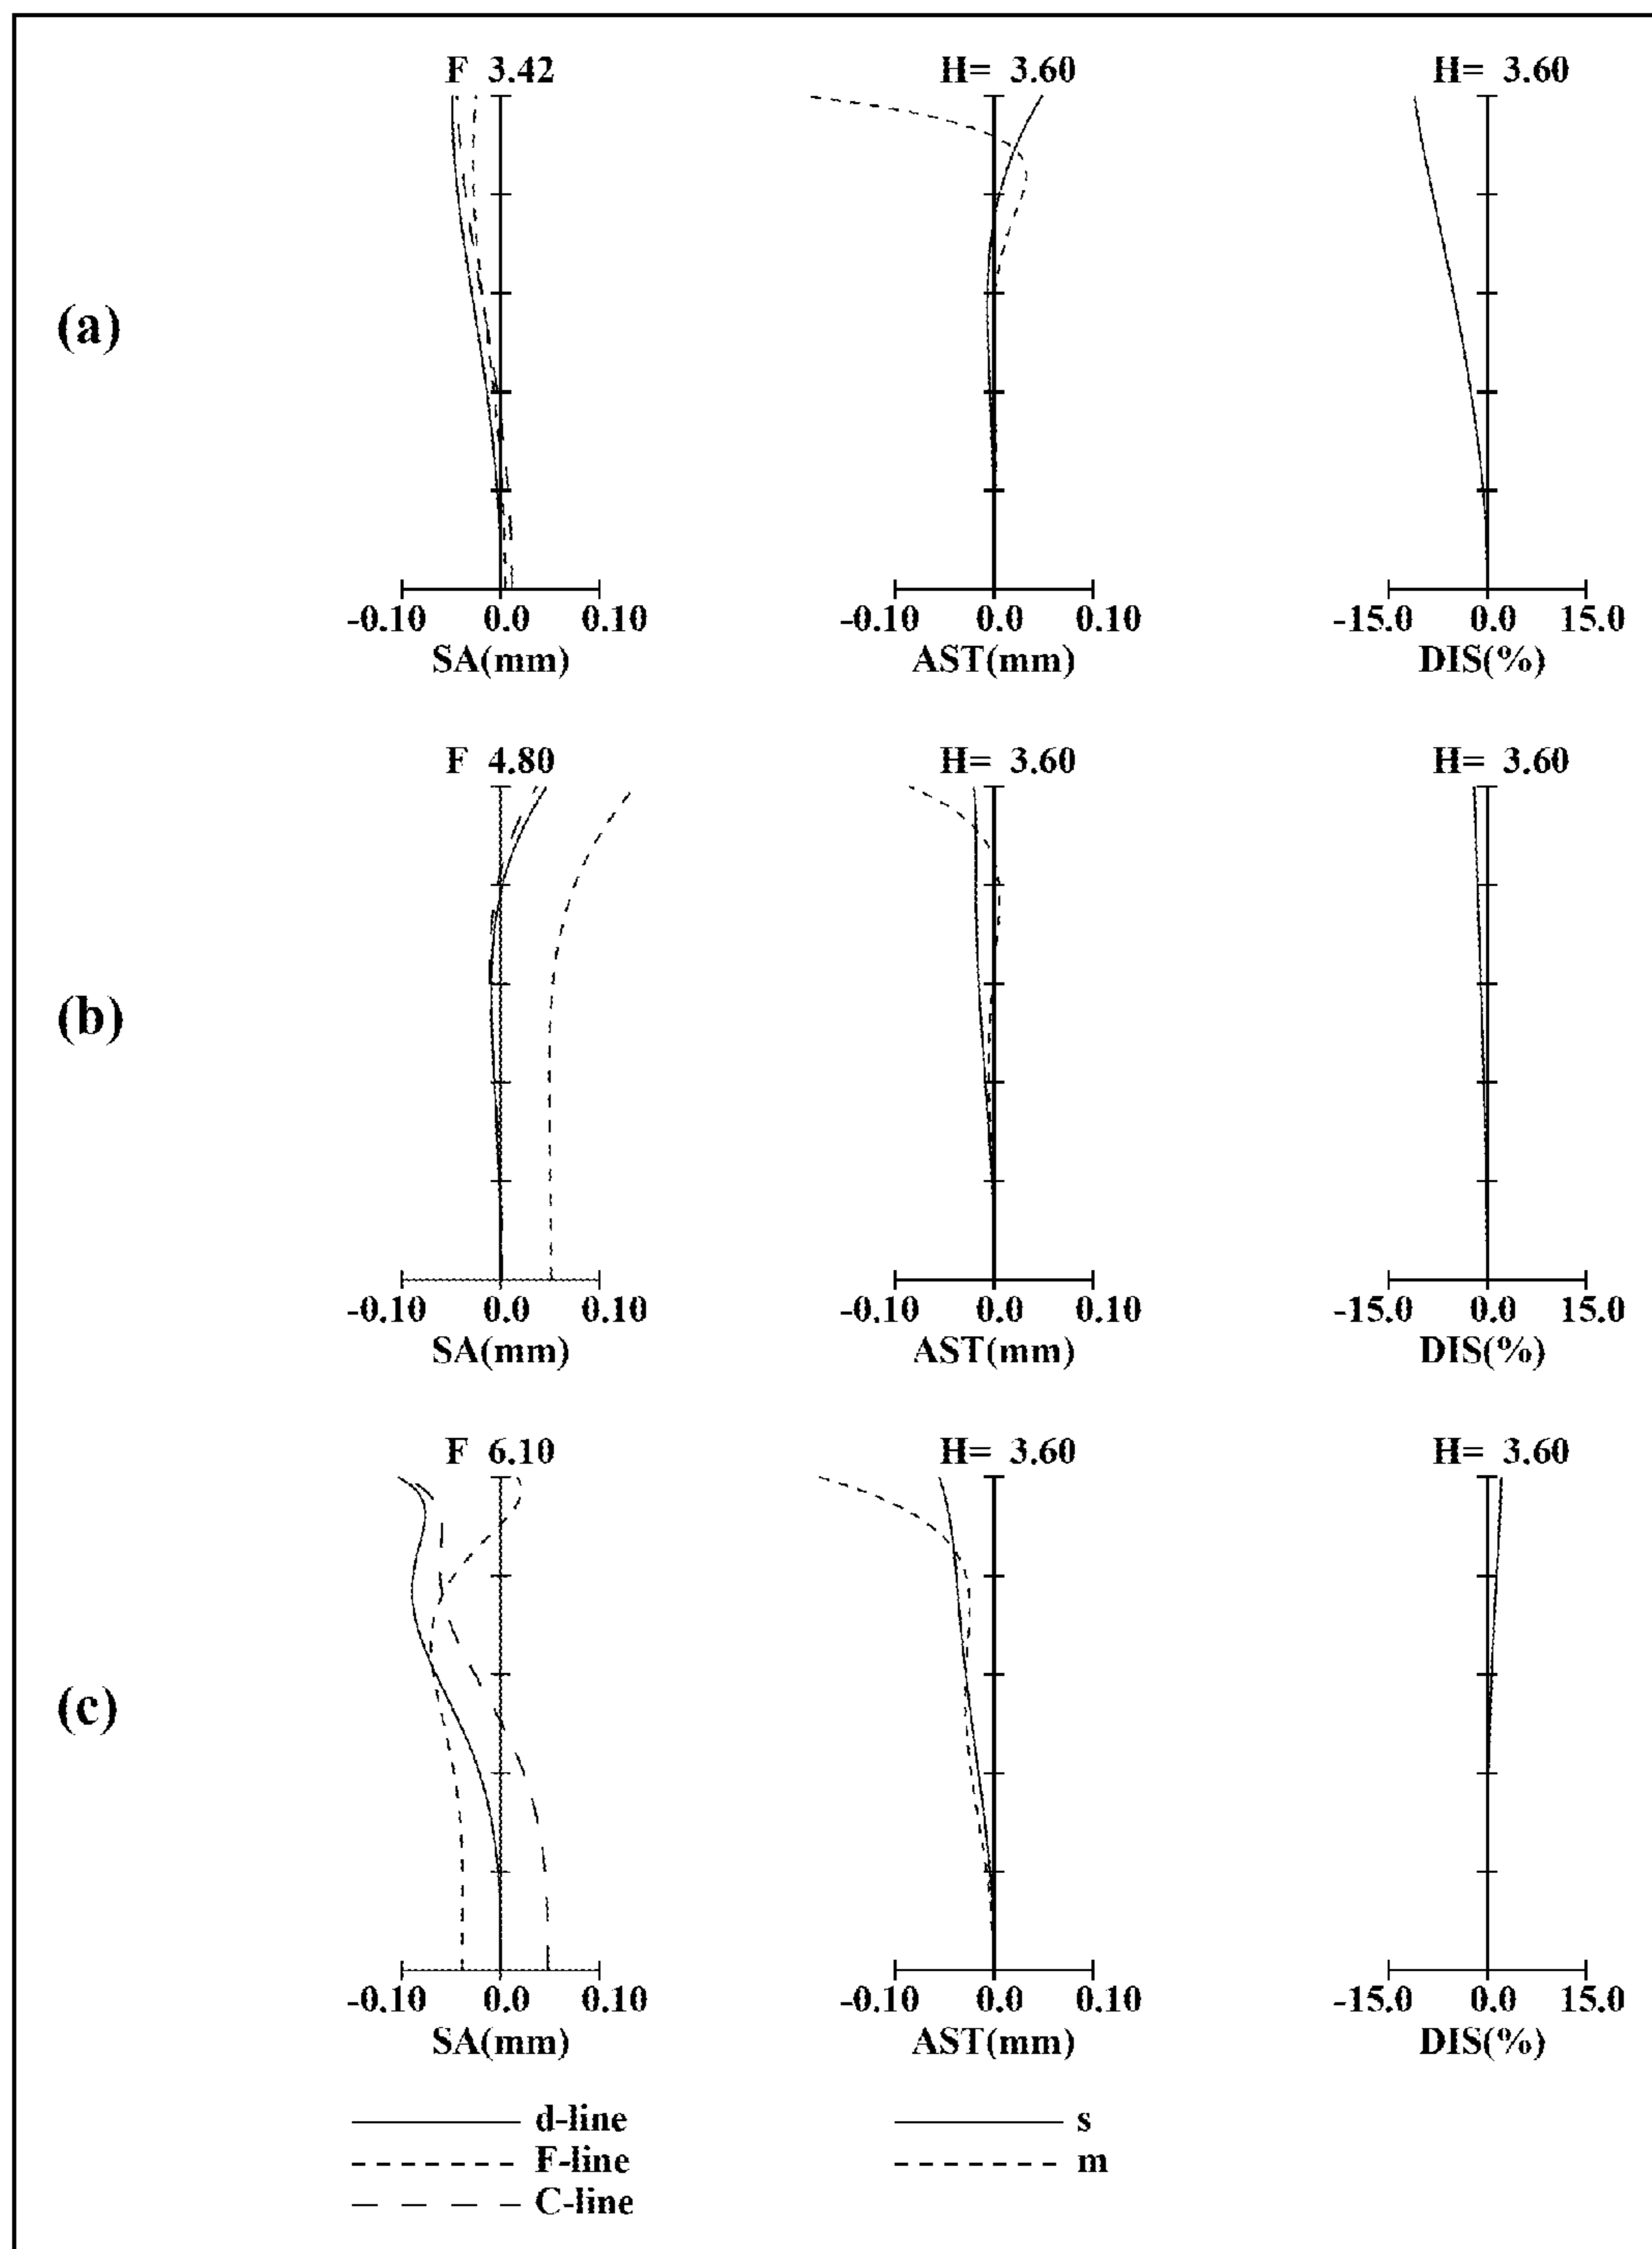 F 3.42 H= 3.60 H= 3.60
(a)
-0.10 0.0 0.10 -0.10 0.0 0.10 -15.0 0.0 15.0
SA(mm) AST(mm) DIS(%)
F 4.80 H= 3.60 H= 3.60
(b)
-0.10 0.0 0.10 -0.10 0.0 0.10 -15.0 0.0 15.0
SA(mm) AST(mm) DIS(%)
F 6.10 H= 3.60 H= 3.60
(c)
-0.10 0.0 0.10 -0.10 0.0 0.10 -15.0 0.0 15.0
SA(mm) AST(mm) DIS(%)
d-line s
F-line m
C-line